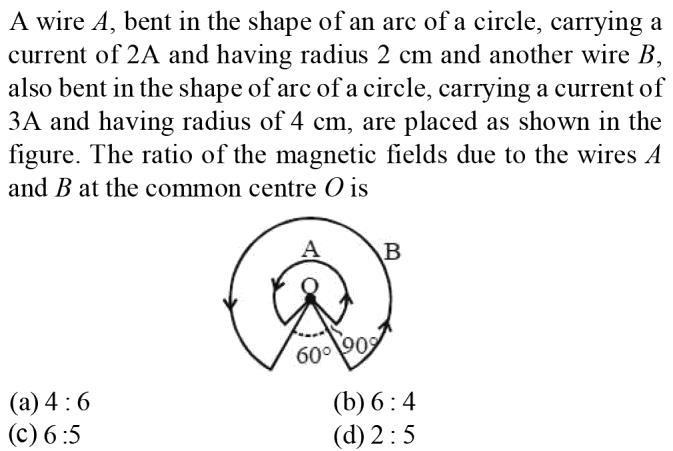 A wire A, bent in the shape of an arc of a circle, carrying a
current of 2A and having radius 2 cm and another wire B,
also bent in the shape of arc of a circle, carrying a current of
3A and having radius of 4 cm, are placed as shown in the
figure. The ratio of the magnetic fields due to the wires A
and B at the common centre O is
A B
O
60° 90°
(a) 4 : 6 (b) 6 : 4
(c) 6 :5 (d) 2 : 5